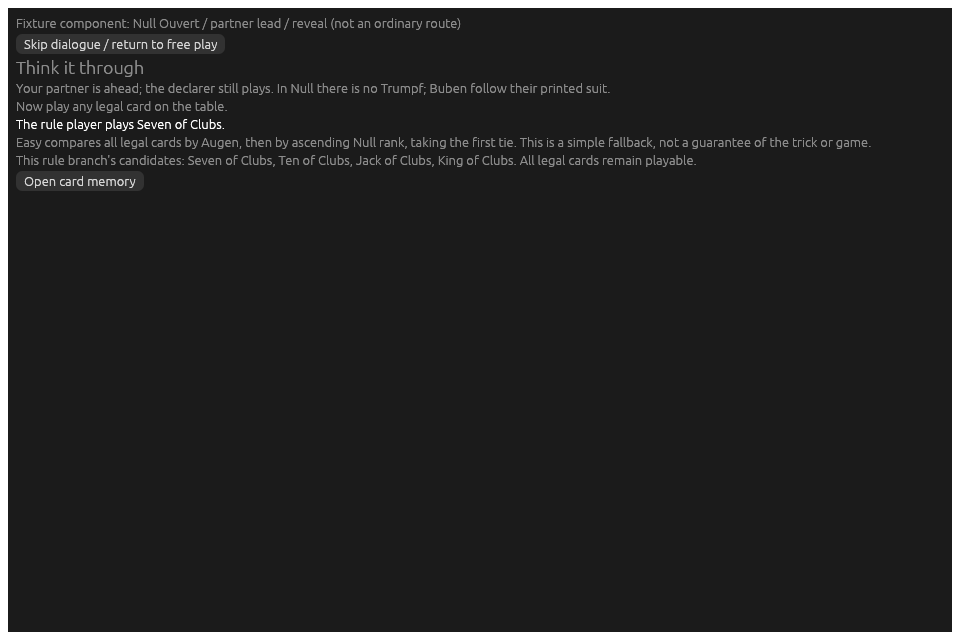 Fixture component: Null Ouvert / partner lead / reveal (not an ordinary route)
Skip dialogue / return to free play
Think it through
Your partner is ahead; the declarer still plays. In Null there is no Trumpf; Buben follow their printed suit.
Now play any legal card on the table.
The rule player plays Seven of Clubs.
Easy compares all legal cards by Augen, then by ascending Null rank, taking the first tie. This is a simple fallback, not a guarantee of the trick or game.
This rule branch's candidates: Seven of Clubs, Ten of Clubs, Jack of Clubs, King of Clubs. All legal cards remain playable.
Open card memory